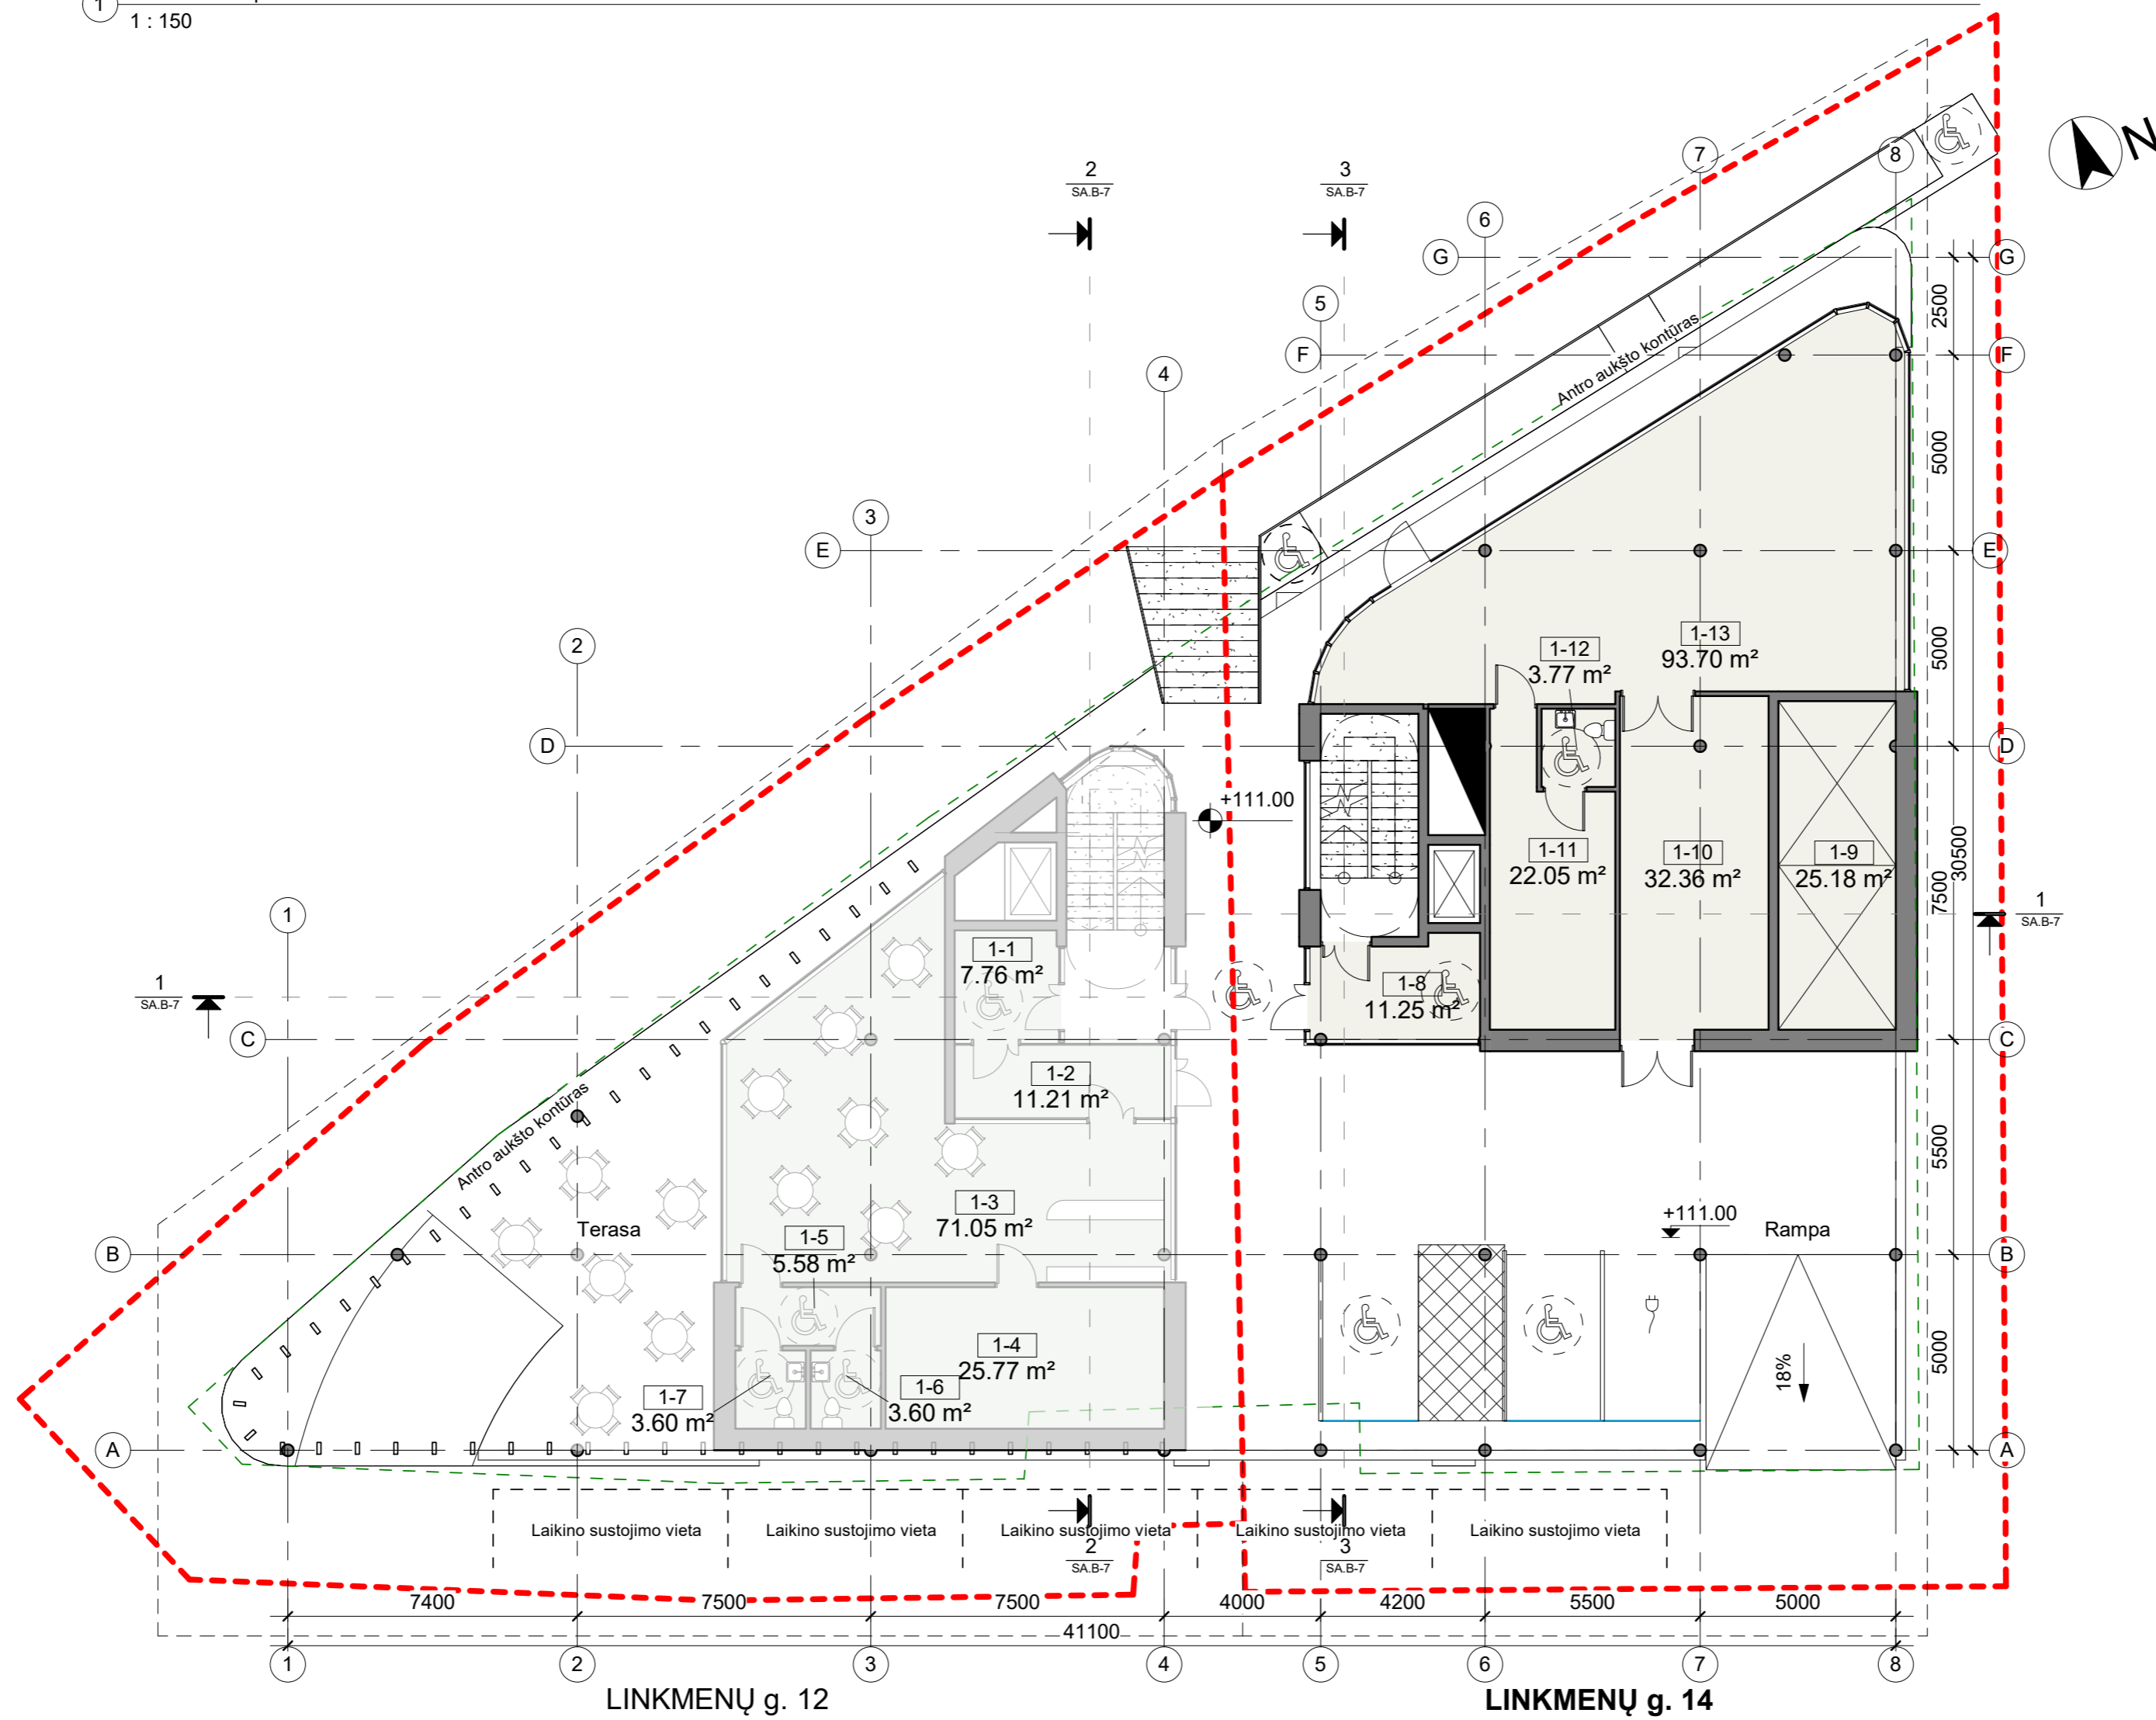 1
1 : 150
N
2
SA.B-7
3
SA.B-7
7
8
6
G
G
5
2500
F
F
Antro aukšto kontūras
4
5000
3
E
E
1-12
3.77 m²
1-13
93.70 m²
5000
2
D
D
+111.00
1-11
22.05 m²
1-10
32.36 m²
1-9
25.18 m²
7500
30500
1
1
SA.B-7
1-1
7.76 m²
1
SA.B-7
1-8
11.25 m²
C
C
1-2
11.21 m²
Antro aukšto kontūras
5500
1-3
71.05 m²
Terasa
1-5
5.58 m²
+111.00
Rampa
B
B
1-4
25.77 m²
1-7
3.60 m²
1-6
3.60 m²
18%
5000
A
A
Laikino sustojimo vieta
Laikino sustojimo vieta
Laikino sustojimo vieta
Laikino sustojimo vieta
Laikino sustojimo vieta
2
SA.B-7
3
SA.B-7
7400
7500
7500
4000
4200
5500
5000
41100
1
2
3
4
5
6
7
8
LINKMENŲ g. 12
LINKMENŲ g. 14